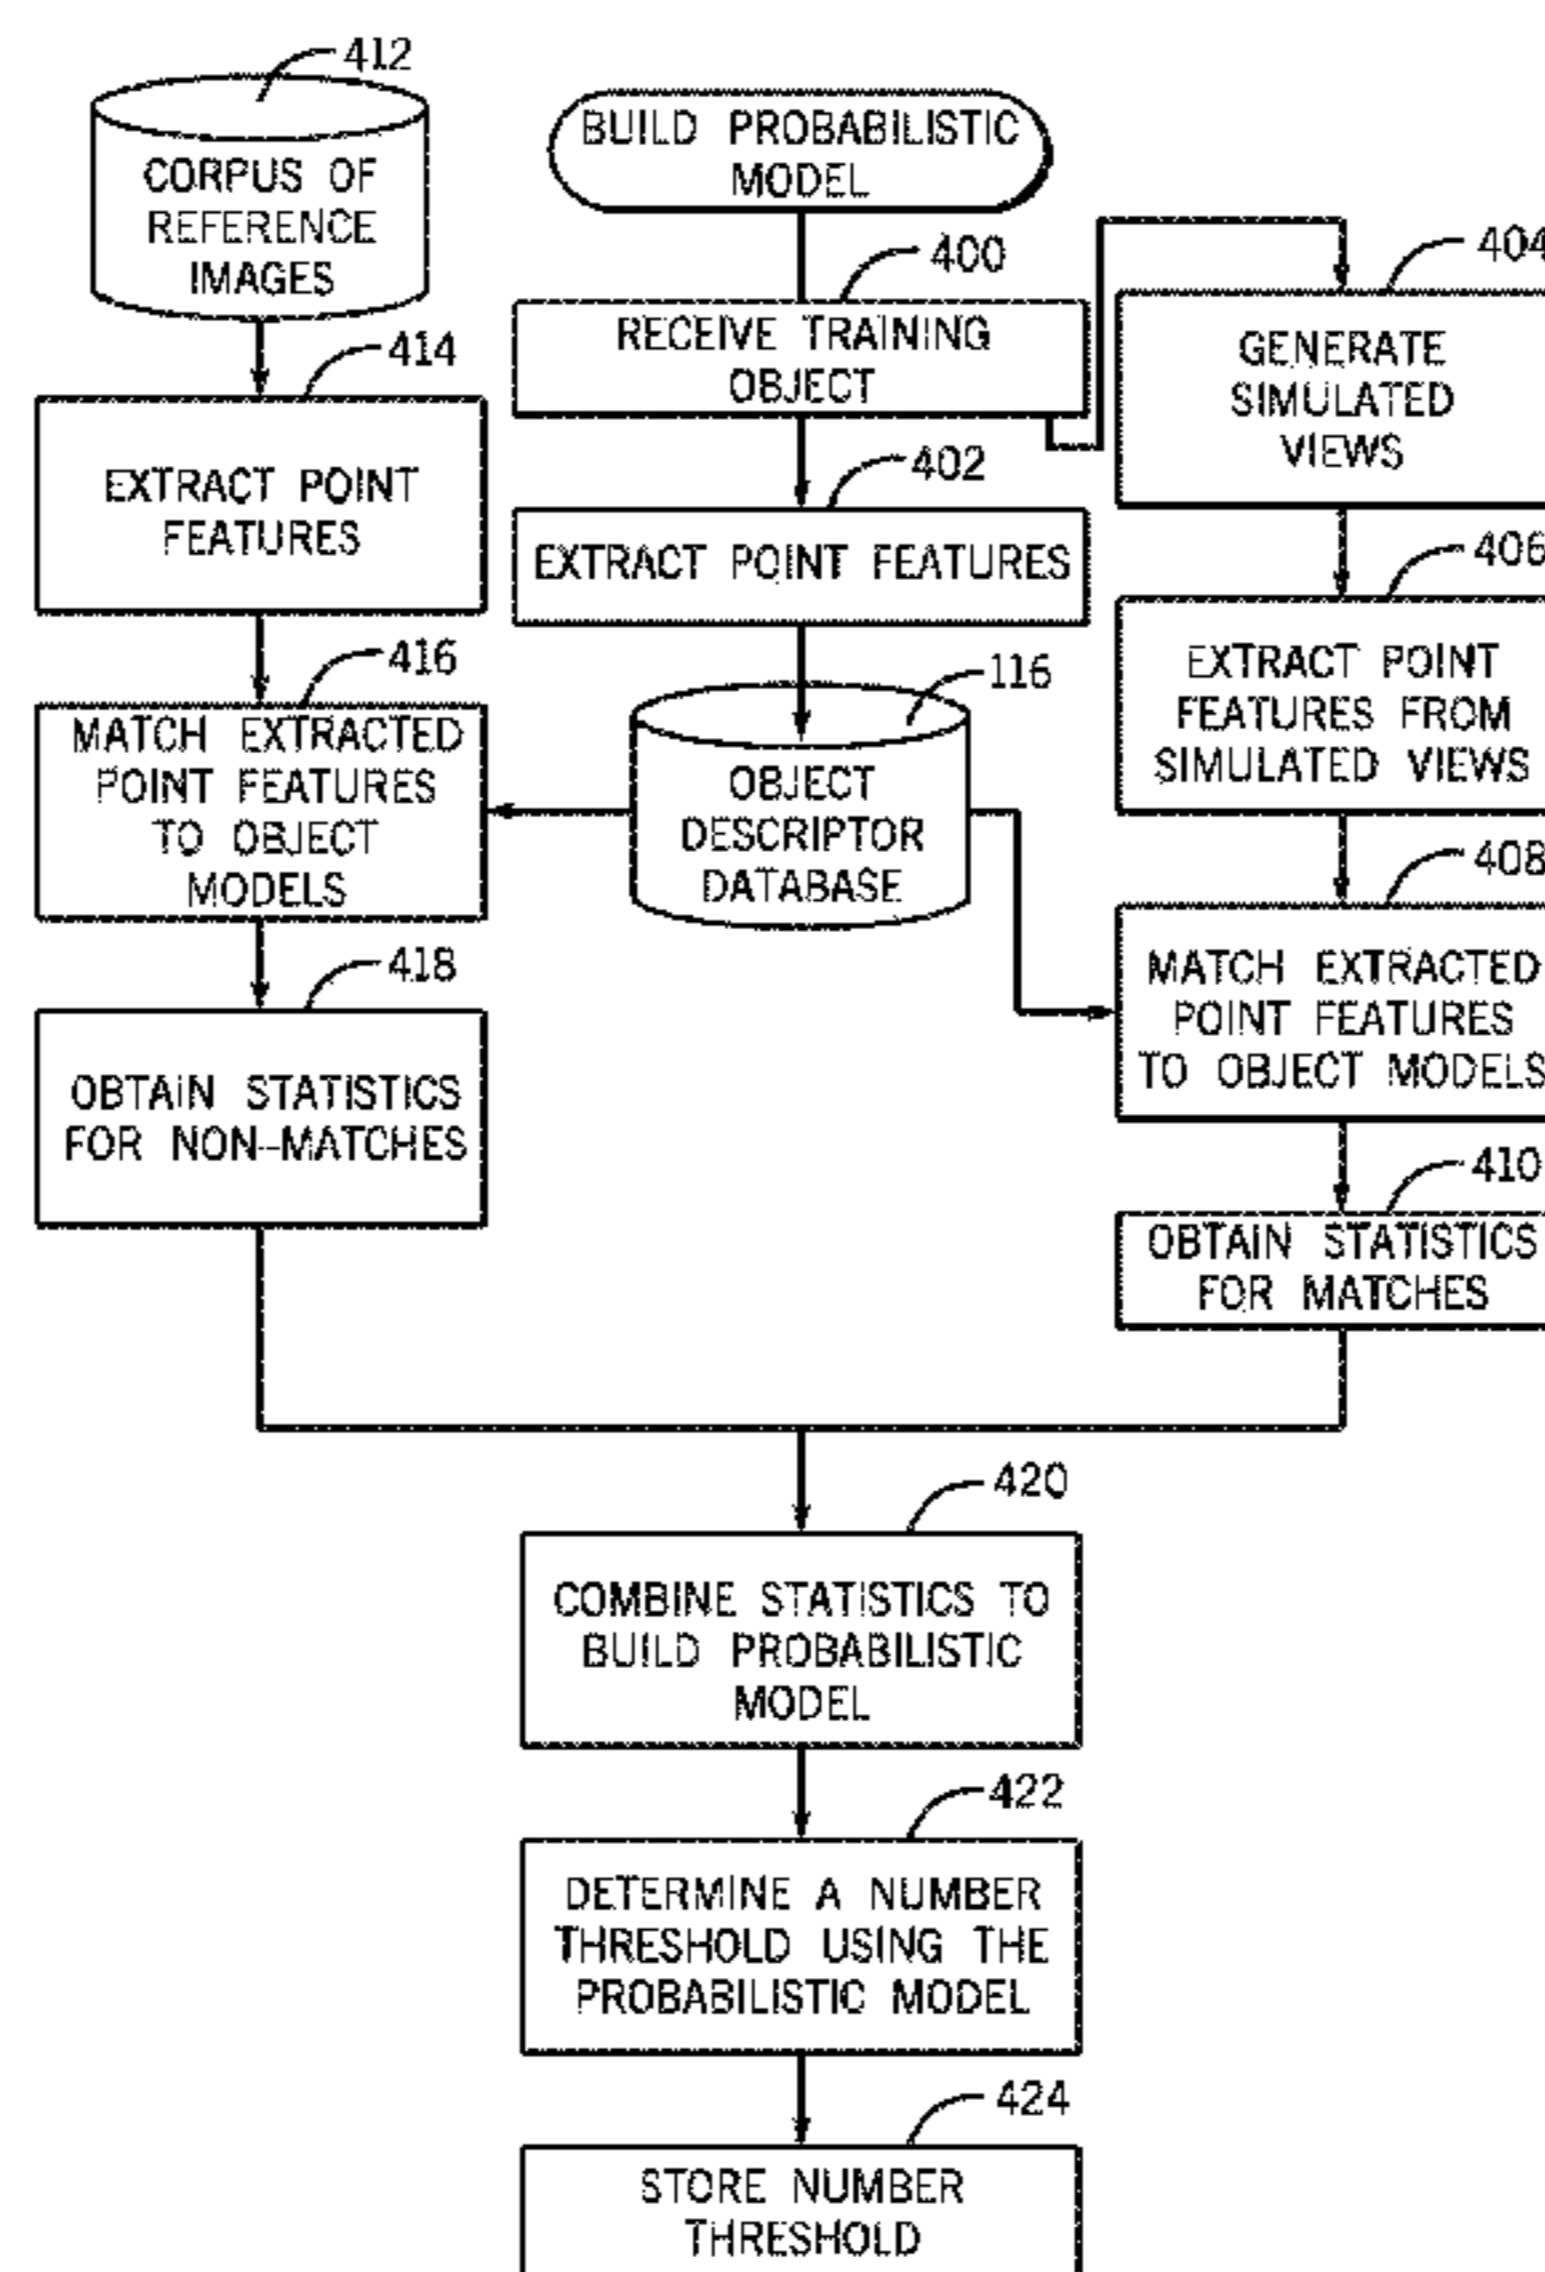 412
CORPUS OF
REFERENCE
IMAGES
BUILD PROBABILISTIC
MODEL
400
RECEIVE TRAINING
OBJECT
404
GENERATE
SIMULATED
VIEWS
414
EXTRACT POINT
FEATURES
402
EXTRACT POINT FEATURES
406
EXTRACT POINT
FEATURES FROM
SIMULATED VIEWS
416
MATCH EXTRACTED
POINT FEATURES
TO OBJECT
MODELS
116
OBJECT
DESCRIPTOR
DATABASE
408
MATCH EXTRACTED
POINT FEATURES
TO OBJECT MODELS
418
OBTAIN STATISTICS
FOR NON-MATCHES
410
OBTAIN STATISTICS
FOR MATCHES
420
COMBINE STATISTICS TO
BUILD PROBABILISTIC
MODEL
422
DETERMINE A NUMBER
THRESHOLD USING THE
PROBABILISTIC MODEL
424
STORE NUMBER
THRESHOLD